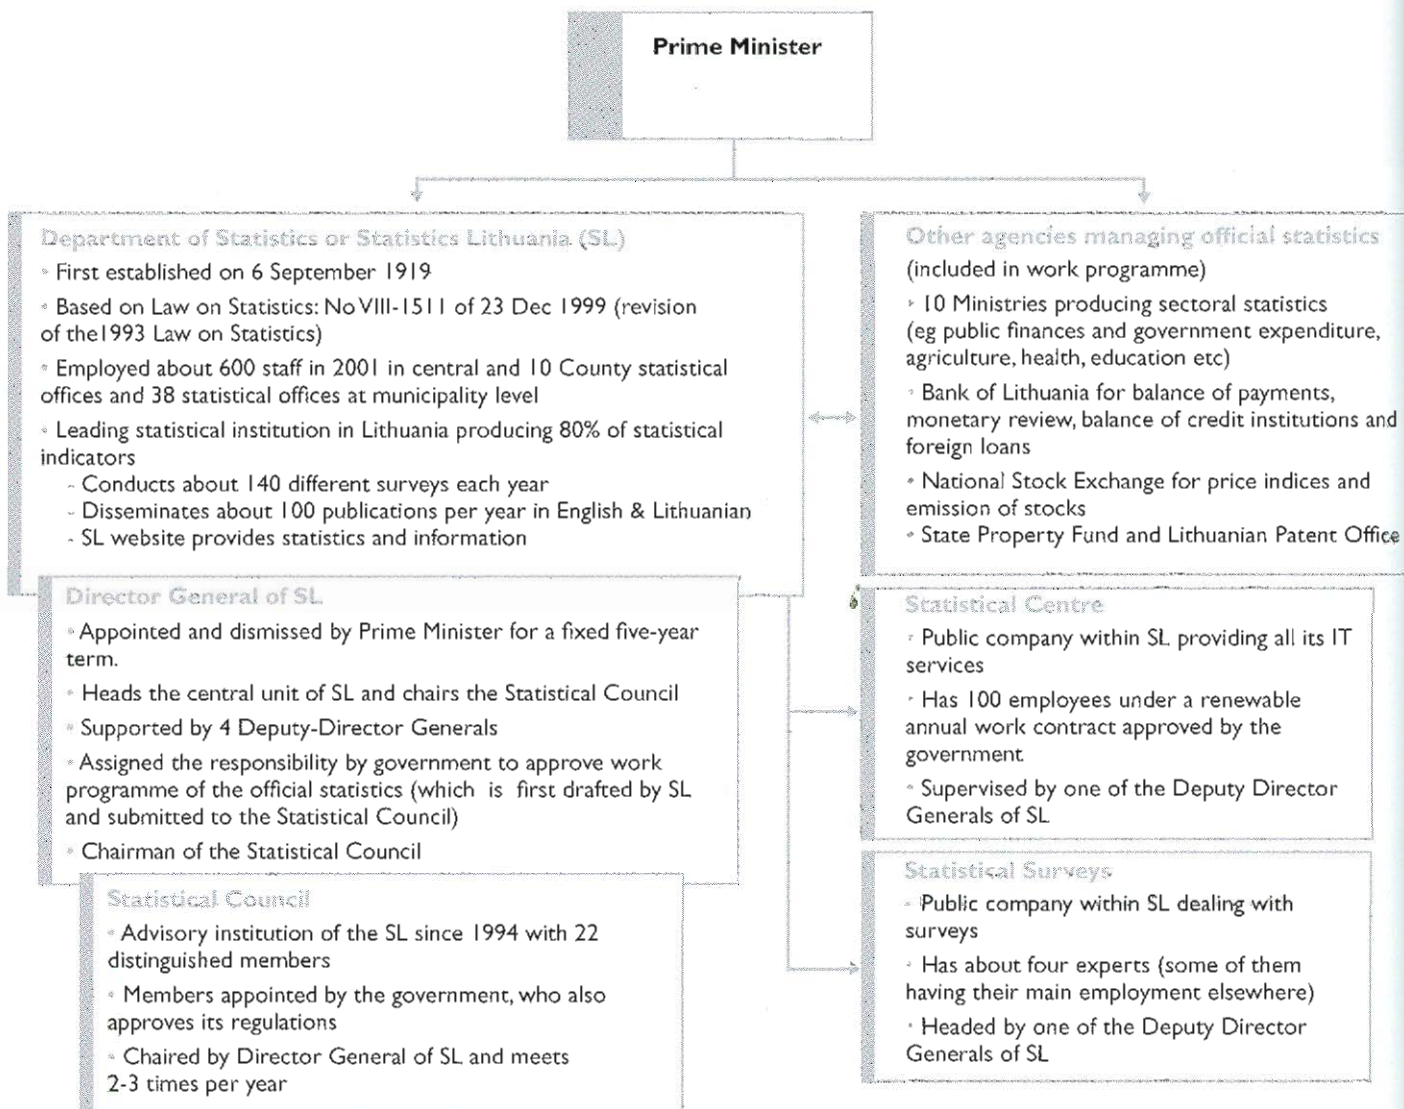 Prime Minister
Department of Statistics or Statistics Lithuania (SL)
• First established on 6 September 1919
• Based on Law on Statistics: No VIII-1511 of 23 Dec 1999 (revision
of the1993 Law on Statistics)
• Employed about 600 staff in 2001 in central and 10 County statistical
offices and 38 statistical offices at municipality level
• Leading statistical institution in Lithuania producing 80% of statistical
indicators
- Conducts about 140 different surveys each year
- Disseminates about 100 publications per year in English & Lithuanian
- SL website provides statistics and information
Other agencies managing official statistics
(included in work programme)
• 10 Ministries producing sectoral statistics
(eg public finances and government expenditure,
agriculture, health, education etc)
• Bank of Lithuania for balance of payments,
monetary review, balance of credit institutions and
foreign loans
• National Stock Exchange for price indices and
emission of stocks
• State Property Fund and Lithuanian Patent Office
Director General of SL
• Appointed and dismissed by Prime Minister for a fixed five-year
term.
• Heads the central unit of SL and chairs the Statistical Council
• Supported by 4 Deputy-Director Generals
• Assigned the responsibility by government to approve work
programme of the official statistics (which is first drafted by SL
and submitted to the Statistical Council)
• Chairman of the Statistical Council
Statistical Centre
• Public company within SL providing all its IT
services
• Has 100 employees under a renewable
annual work contract approved by the
government
• Supervised by one of the Deputy Director
Generals of SL
Statistical Council
• Advisory institution of the SL since 1994 with 22
distinguished members
• Members appointed by the government, who also
approves its regulations
• Chaired by Director General of SL and meets
2-3 times per year
Statistical Surveys
• Public company within SL dealing with
surveys
• Has about four experts (some of them
having their main employment elsewhere)
• Headed by one of the Deputy Director
Generals of SL